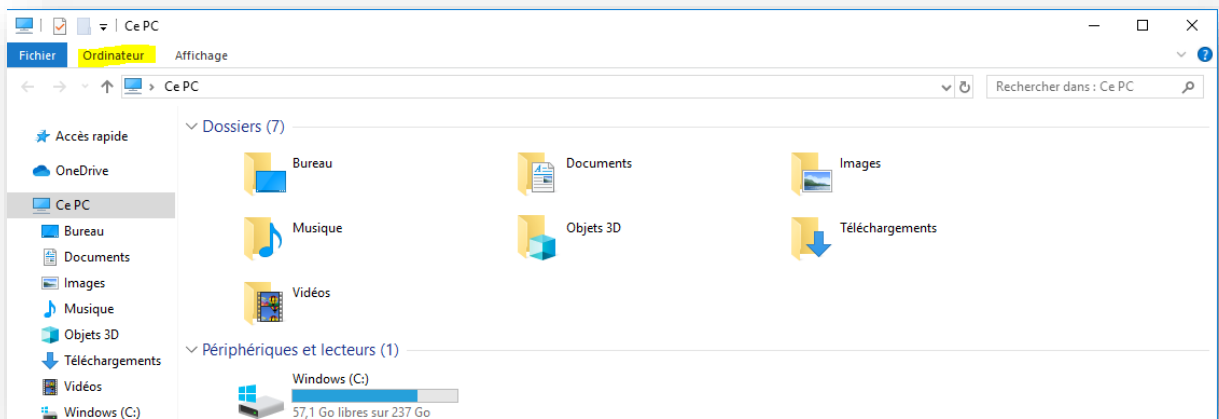 Ce PC
Fichier Ordinateur Affichage
Ce PC
Rechercher dans : Ce PC
Accès rapide
OneDrive
Ce PC
Bureau
Documents
Images
Musique
Objets 3D
Téléchargements
Vidéos
Windows (C:)
Dossiers (7)
Bureau
Documents
Images
Musique
Objets 3D
Téléchargements
Vidéos
Périphériques et lecteurs (1)
Windows (C:)
57,1 Go libres sur 237 Go